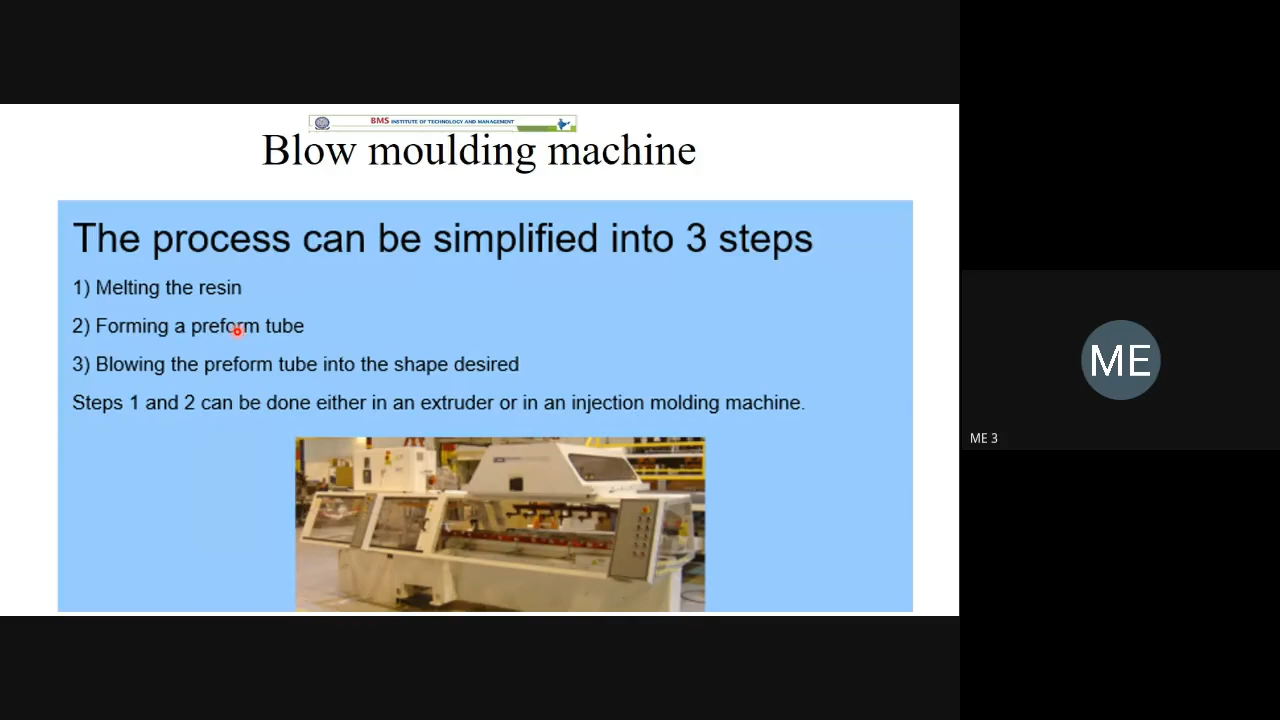 BMS INSTITUTE OF TECHNOLOGY AND MANAGEMENT
Blow moulding machine
The process can be simplified into 3 steps
1) Melting the resin
2) Forming a preform tube
3) Blowing the preform tube into the shape desired
Steps 1 and 2 can be done either in an extruder or in an injection molding machine.
ME
ME 3